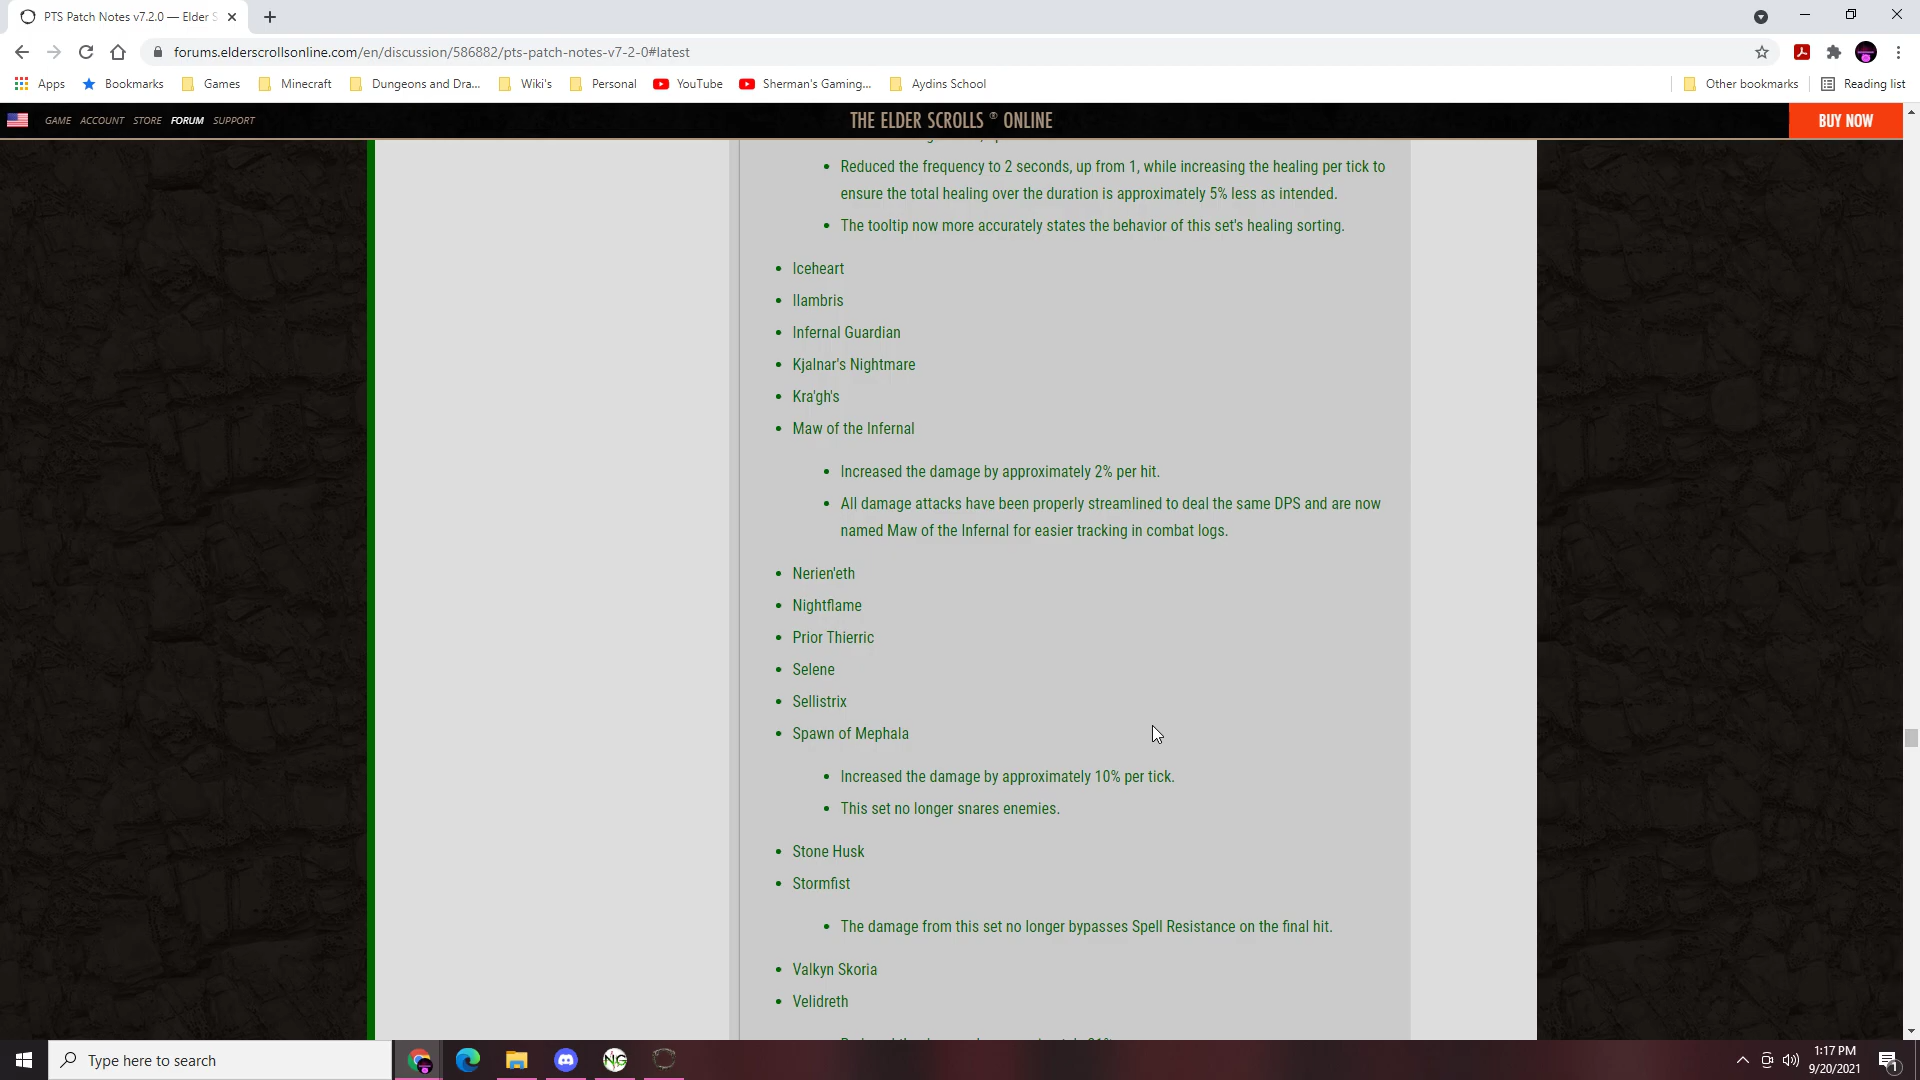 PTS Patch Notes v7.2.0 — Elder S
forums.elderscrollsonline.com/en/discussion/586882/pts-patch-notes-v7-2-0#latest
Apps Bookmarks Games Minecraft Dungeons and Dra... Wiki's Personal YouTube Sherman's Gaming... Aydins School Other bookmarks Reading list
GAME ACCOUNT STORE FORUM SUPPORT THE ELDER SCROLLS ® ONLINE BUY NOW
Reduced the frequency to 2 seconds, up from 1, while increasing the healing per tick to
ensure the total healing over the duration is approximately 5% less as intended.
The tooltip now more accurately states the behavior of this set's healing sorting.
Iceheart
Ilambris
Infernal Guardian
Kjalnar's Nightmare
Kra'gh's
Maw of the Infernal
Increased the damage by approximately 2% per hit.
All damage attacks have been properly streamlined to deal the same DPS and are now
named Maw of the Infernal for easier tracking in combat logs.
Nerien'eth
Nightflame
Prior Thierric
Selene
Sellistrix
Spawn of Mephala
Increased the damage by approximately 10% per tick.
This set no longer snares enemies.
Stone Husk
Stormfist
The damage from this set no longer bypasses Spell Resistance on the final hit.
Valkyn Skoria
Velidreth
Type here to search
NG
1:17 PM
9/20/2021
1